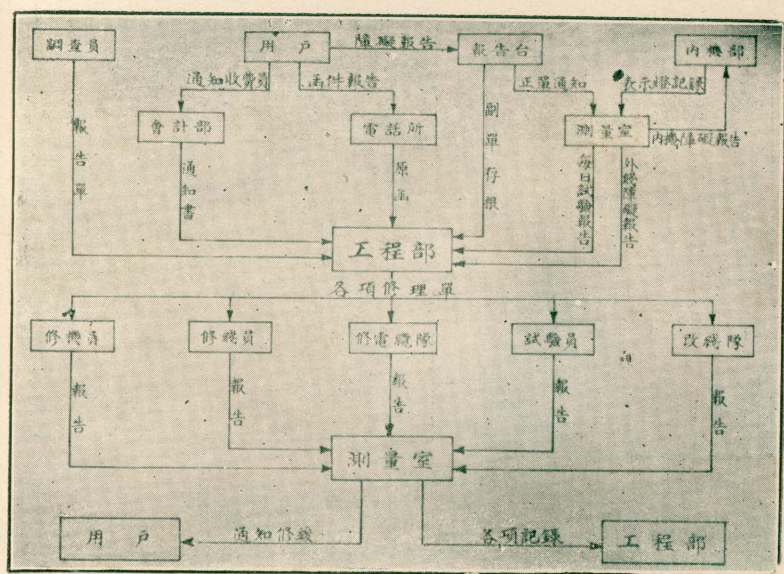 調查員
用戶
障礙報告
報告台
內機部
通知收費員
函件報告
正單通知
表示燈記錄
會計部
電話所
測量室
內機障礙報告
報告單
通知書
原函
副單存根
每日試驗報告
外線障礙報告
工程部
各項修理單
修機員
修綫員
修電纜隊
試驗員
改綫隊
報告
報告
報告
報告
報告
測量室
用戶
通知修竣
各項記錄
工程部